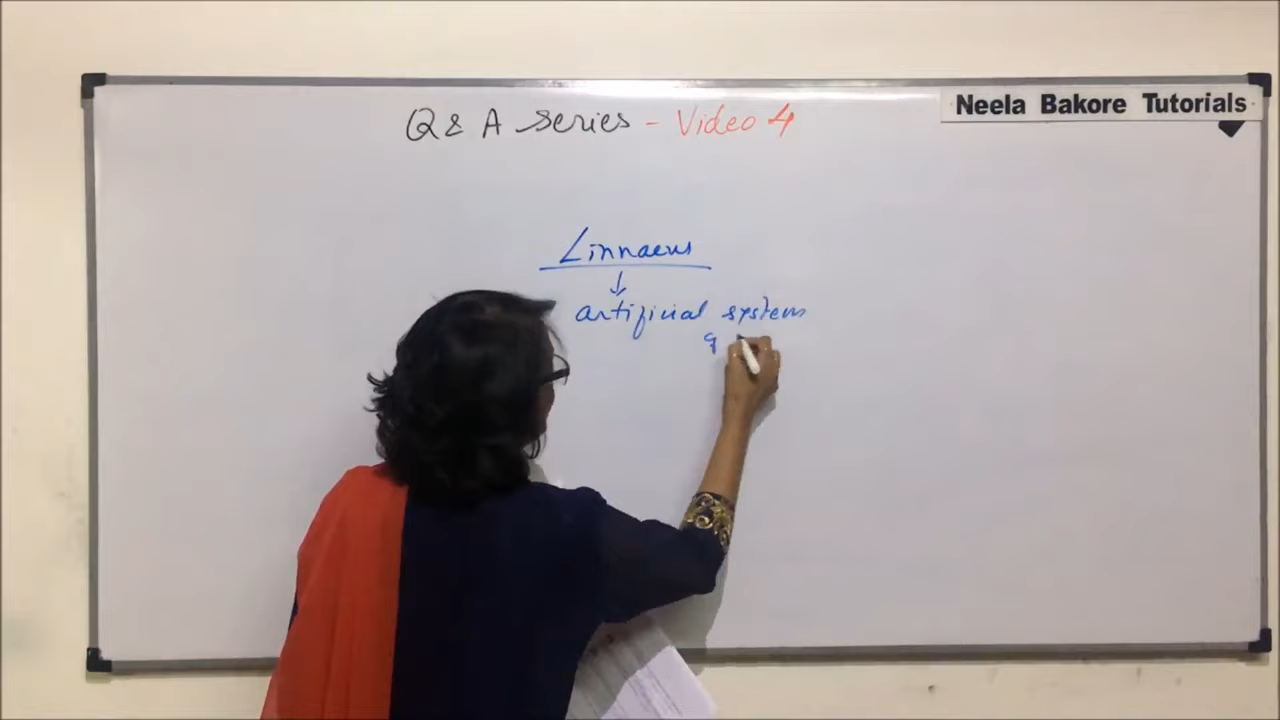 Neela Bakore Tutorials
Q & A Series - Video 4
Linnaeus
artificial system